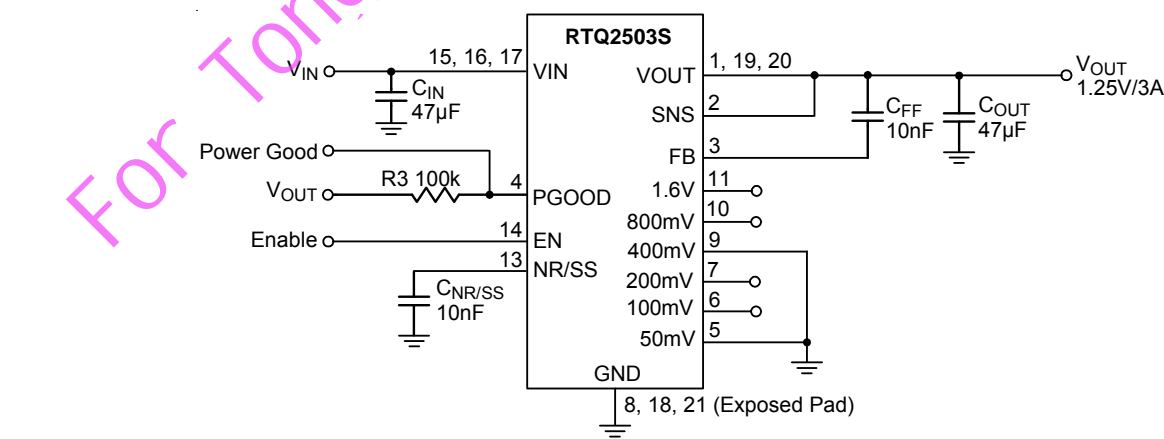 For Tong
RTQ2503S
VIN
15, 16, 17
VIN
CIN
47µF
Power Good
VOUT
R3 100k
4
PGOOD
Enable
14
EN
13
NR/SS
CNR/SS
10nF
VOUT
1, 19, 20
VOUT
1.25V/3A
SNS
2
CFF
10nF
COUT
47µF
FB
3
1.6V
11
800mV
10
400mV
9
200mV
7
100mV
6
50mV
5
GND
8, 18, 21 (Exposed Pad)